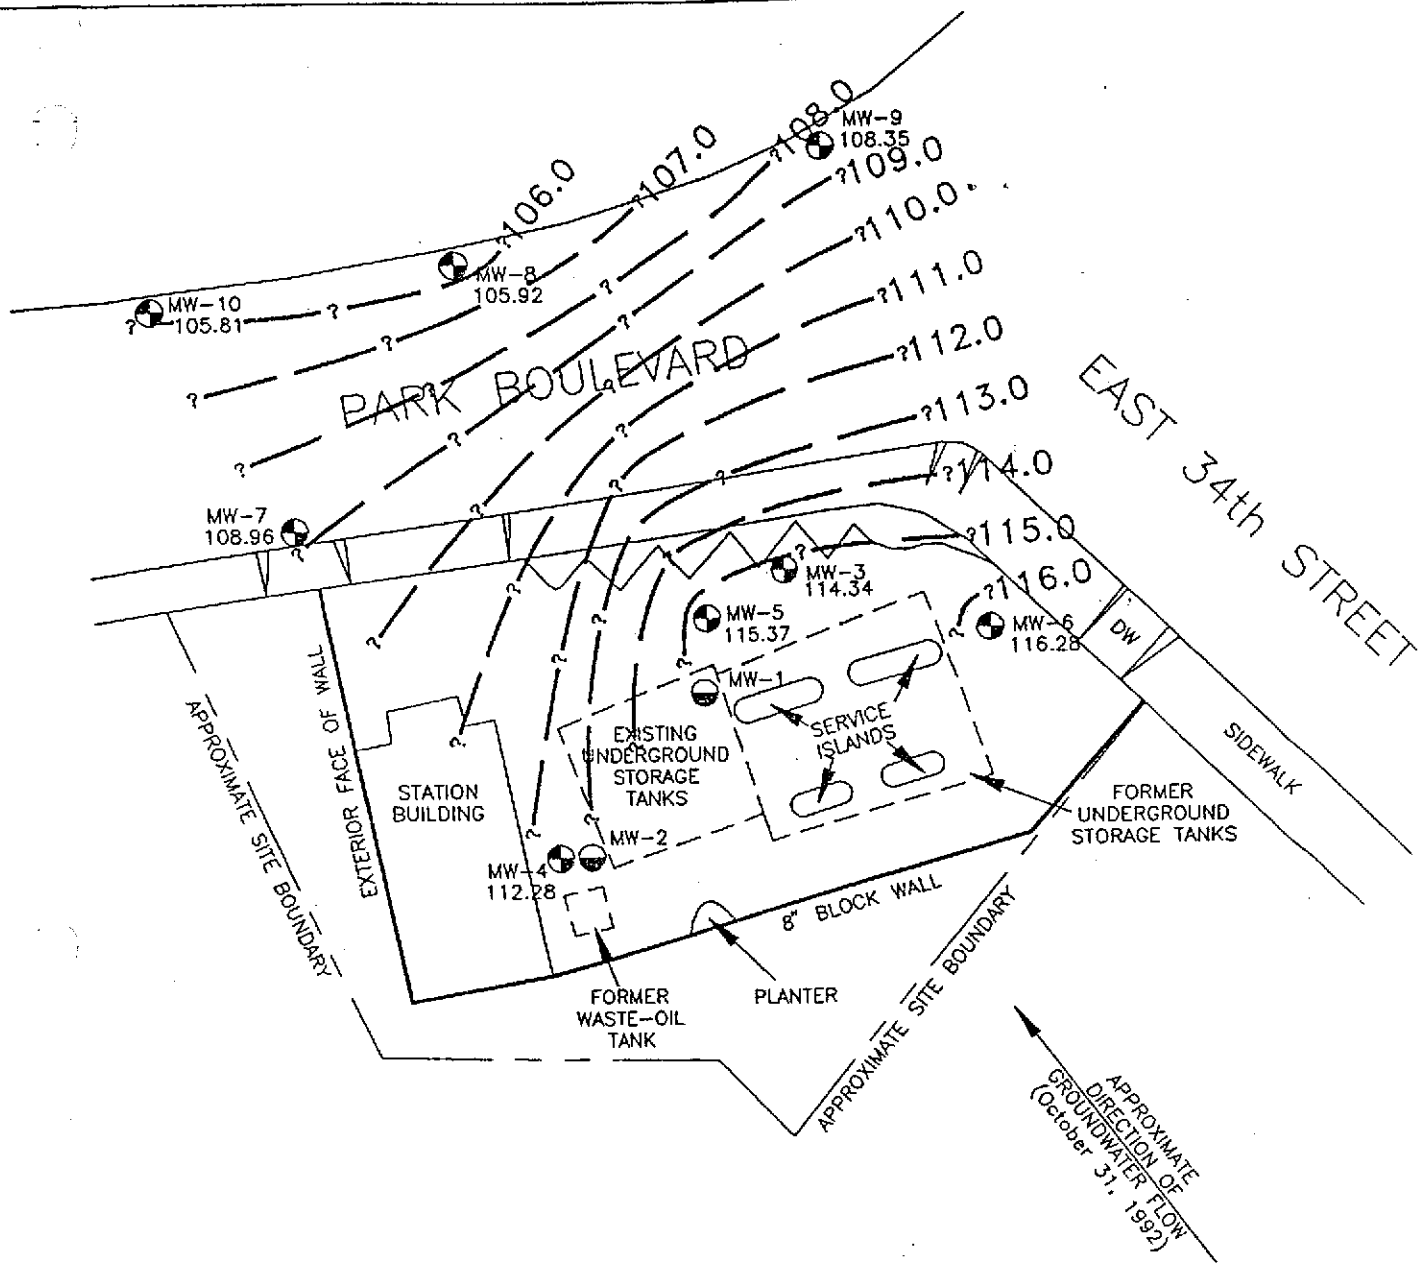 106.0
107.0
108.0
MW-9
108.35
109.0
110.0
111.0
112.0
113.0
114.0
115.0
116.0
MW-8
105.92
MW-10
105.81
PARK BOULEVARD
EAST 34th STREET
MW-7
108.96
MW-3
114.34
MW-5
115.37
MW-6
116.28
DW
MW-1
SERVICE
ISLANDS
SIDEWALK
EXISTING
UNDERGROUND
STORAGE
TANKS
FORMER
UNDERGROUND
STORAGE TANKS
STATION
BUILDING
EXTERIOR FACE OF WALL
APPROXIMATE SITE BOUNDARY
MW-2
MW-4
112.28
8" BLOCK WALL
FORMER
WASTE-OIL
TANK
PLANTER
APPROXIMATE SITE BOUNDARY
APPROXIMATE
DIRECTION OF
GROUNDWATER FLOW
(October 31, 1992)